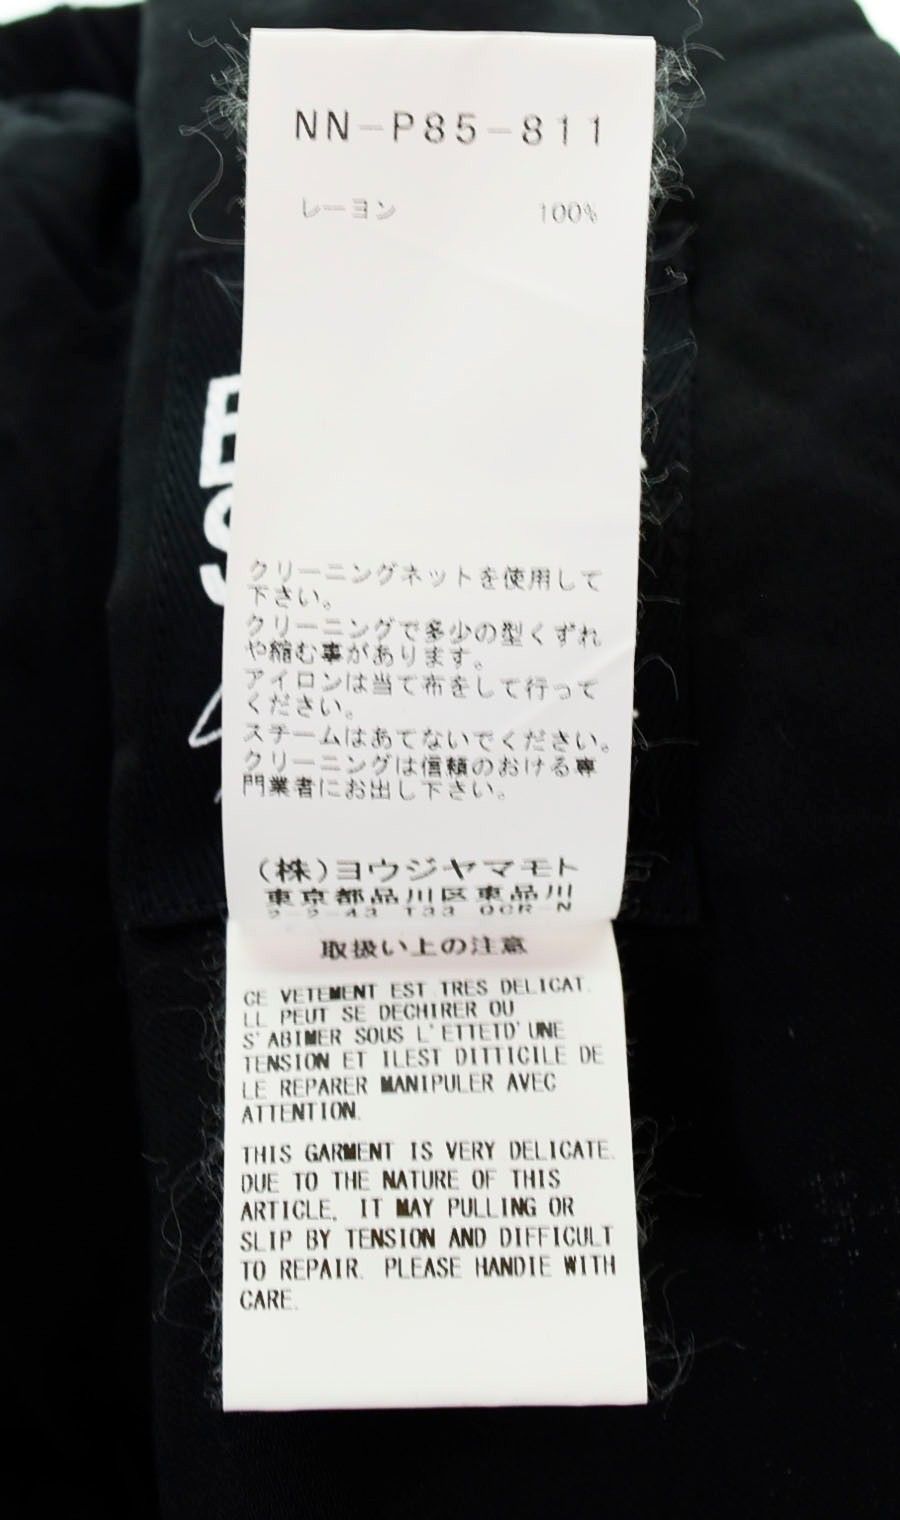 NN-P85-811
レーヨン 100%
クリーニングネットを使用して
下さい。
クリーニングで多少の型くずれ
や縮む事があります。
アイロンは当て布をして行って
ください。
スチームはあてないでください。
クリーニングは信頼のおける専
門業者にお出し下さい。
(株)ヨウジヤマモト
東京都品川区東品川
2-2-43 T33 OCR-N
取扱い上の注意
CE VETEMENT EST TRES DELICAT.
LL PEUT SE DECHIRER OU
S'ABIMER SOUS L'ETTETD'UNE
TENSION ET ILEST DITTICILE DE
LE REPARER MANIPULER AVEC
ATTENTION.
THIS GARMENT IS VERY DELICATE.
DUE TO THE NATURE OF THIS
ARTICLE, IT MAY PULLING OR
SLIP BY TENSION AND DIFFICULT
TO REPAIR. PLEASE HANDIE WITH
CARE.